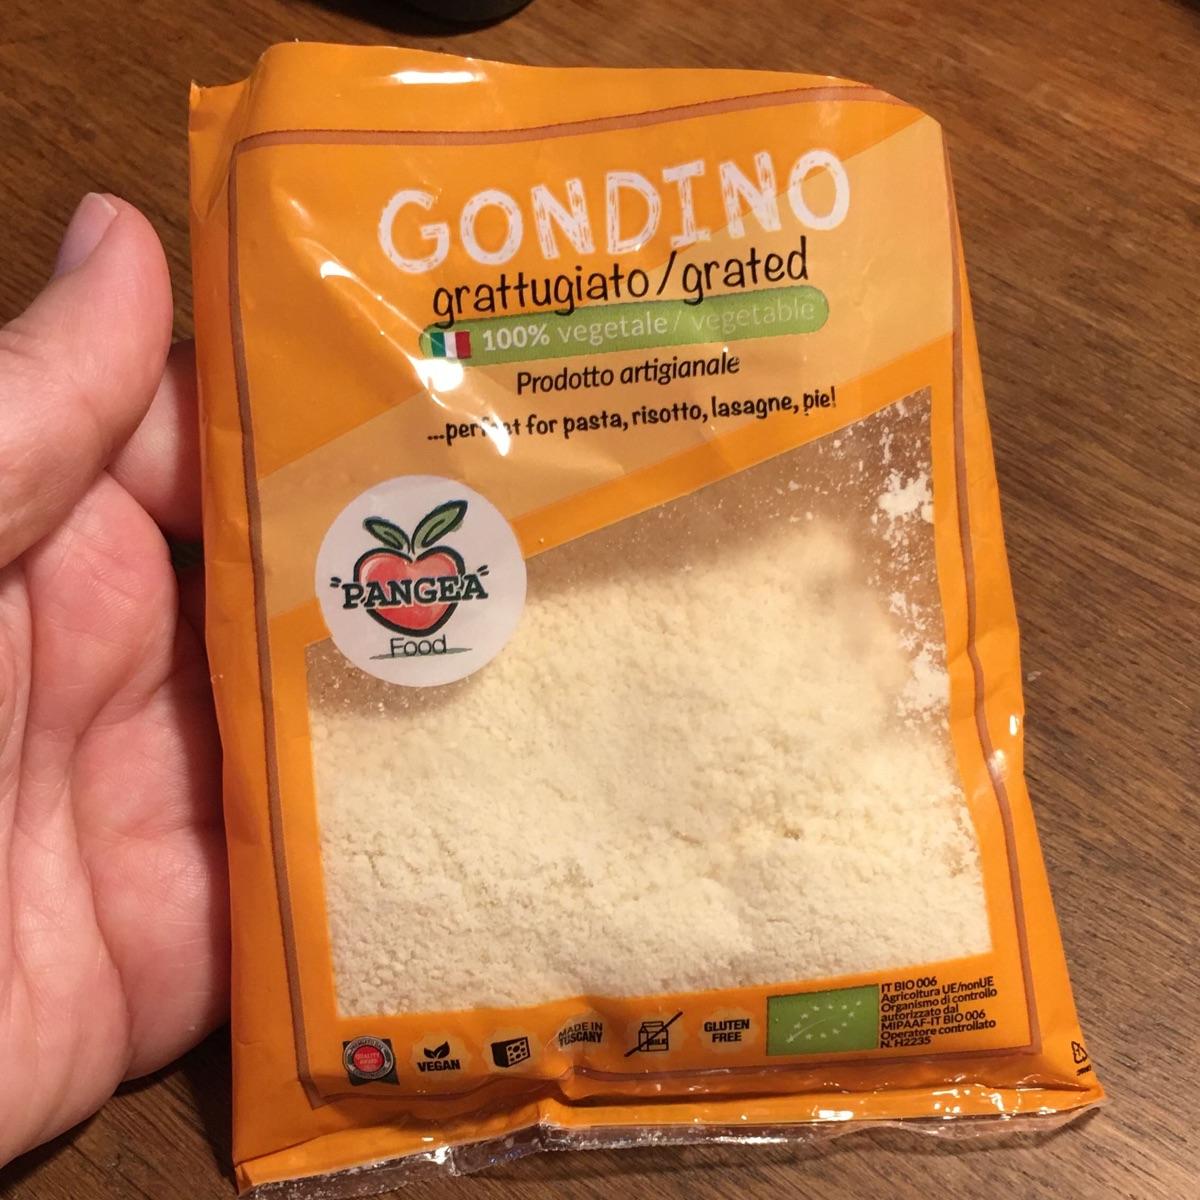 GONDINO
grattugiato/grated
100% vegetale/vegetable
Prodotto artigianale
...perfect for pasta, risotto, lasagne, pie!
"PANGEA"
Food
QUALITY
VEGAN
MADE IN
TUSCANY
MILK
GLUTEN
FREE
IT BIO 006
Agricoltura UE/nonUE
Organismo di controllo
autorizzato dal
MIPAAF-IT BIO 006
Operatore controllato
N. H2235